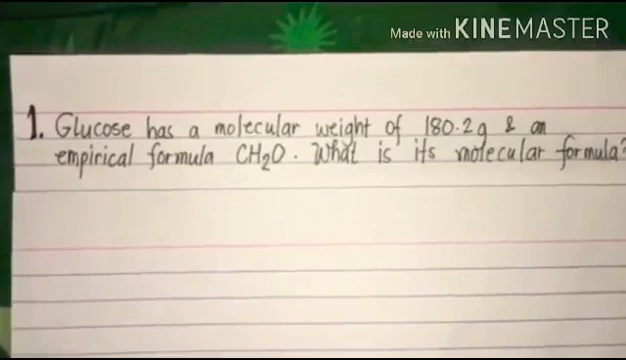 Made with KINEMASTER
1. Glucose has a molecular weight of 180.2g & an
empirical formula CH₂O. What is its molecular formula?